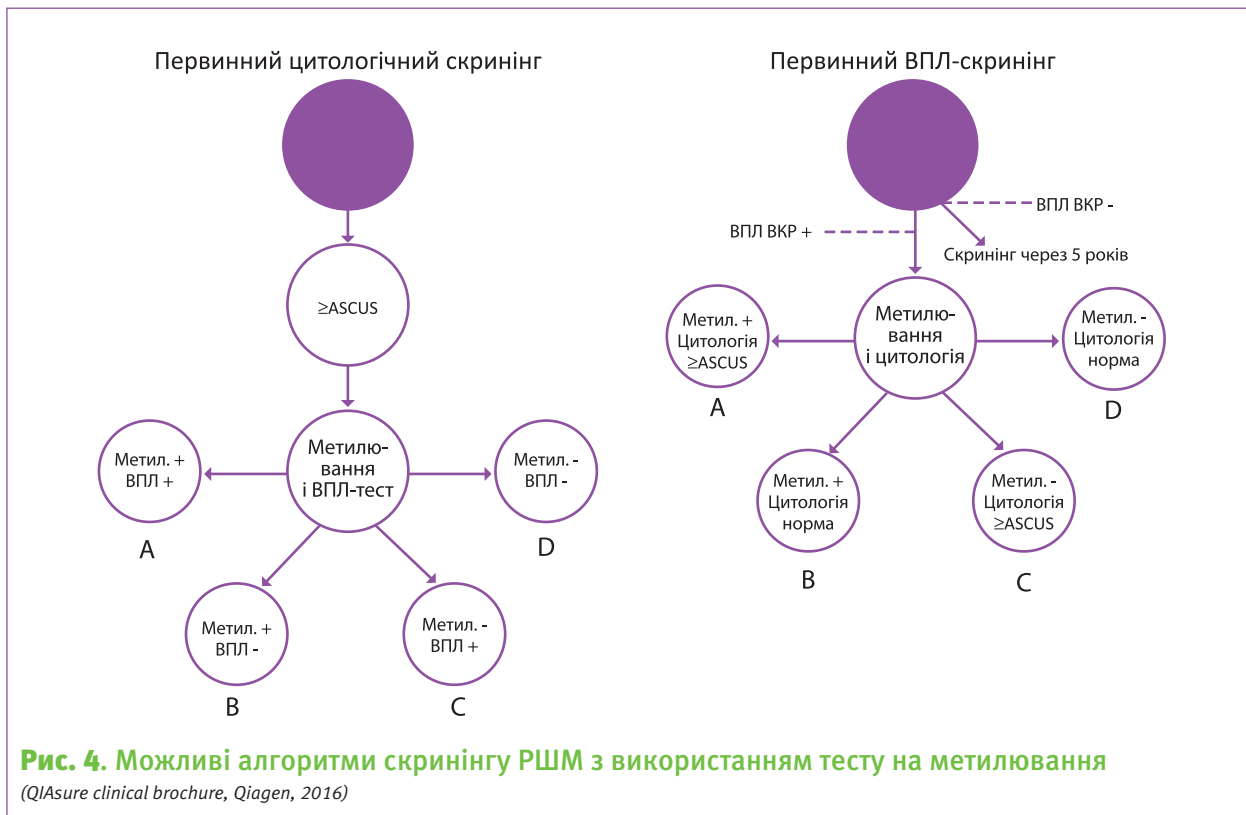 Первинний цитологічний скринінг
≥ASCUS
Метилю-
вання
і ВПЛ-тест
Метил. +
ВПЛ +
A
Метил. +
ВПЛ -
B
Метил. -
ВПЛ +
C
Метил. -
ВПЛ -
D
Первинний ВПЛ-скринінг
ВПЛ ВКР -
ВПЛ ВКР +
Скринінг через 5 років
Метилю-
вання
і цитологія
Метил. +
Цитологія
≥ASCUS
A
Метил. +
Цитологія
норма
B
Метил. -
Цитологія
≥ASCUS
C
Метил. -
Цитологія
норма
D
Рис. 4. Можливі алгоритми скринінгу РШМ з використанням тесту на метилювання
(QIAsure clinical brochure, Qiagen, 2016)